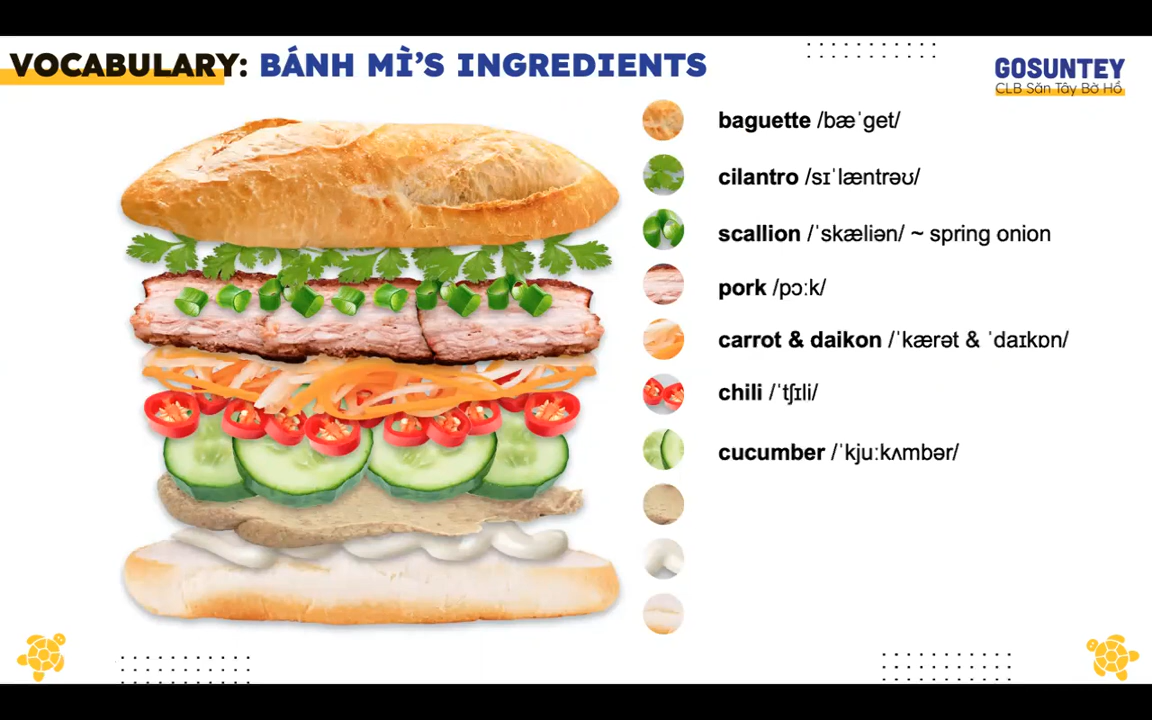 VOCABULARY: BÁNH MÌ'S INGREDIENTS
GOSUNTEY
CLB Săn Tây Bờ Hồ
baguette /bæˈget/
cilantro /sɪˈlæntrəʊ/
scallion /ˈskæliən/ ~ spring onion
pork /pɔːk/
carrot & daikon /ˈkærət & ˈdaɪkɒn/
chili /ˈtʃɪli/
cucumber /ˈkjuːkʌmbər/